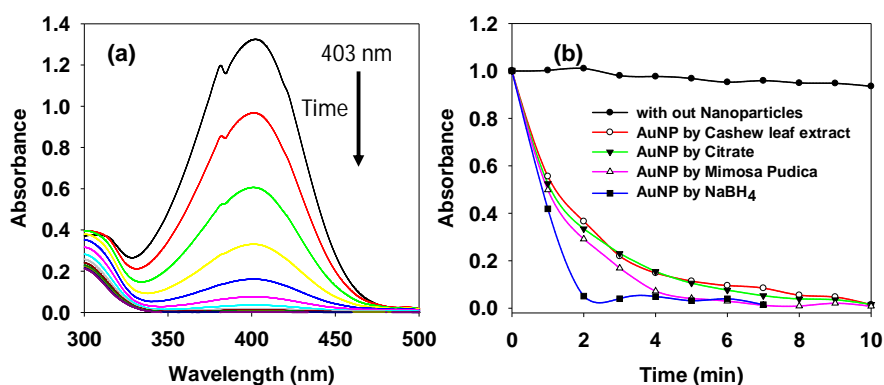 (a)
403 nm
Time
Absorbance
1.4
1.2
1.0
0.8
0.6
0.4
0.2
0.0
300
350
400
450
500
Wavelength (nm)
(b)
with out Nanoparticles
AuNP by Cashew leaf extract
AuNP by Citrate
AuNP by Mimosa Pudica
AuNP by NaBH4
Absorbance
1.2
1.0
0.8
0.6
0.4
0.2
0.0
0
2
4
6
8
10
Time (min)